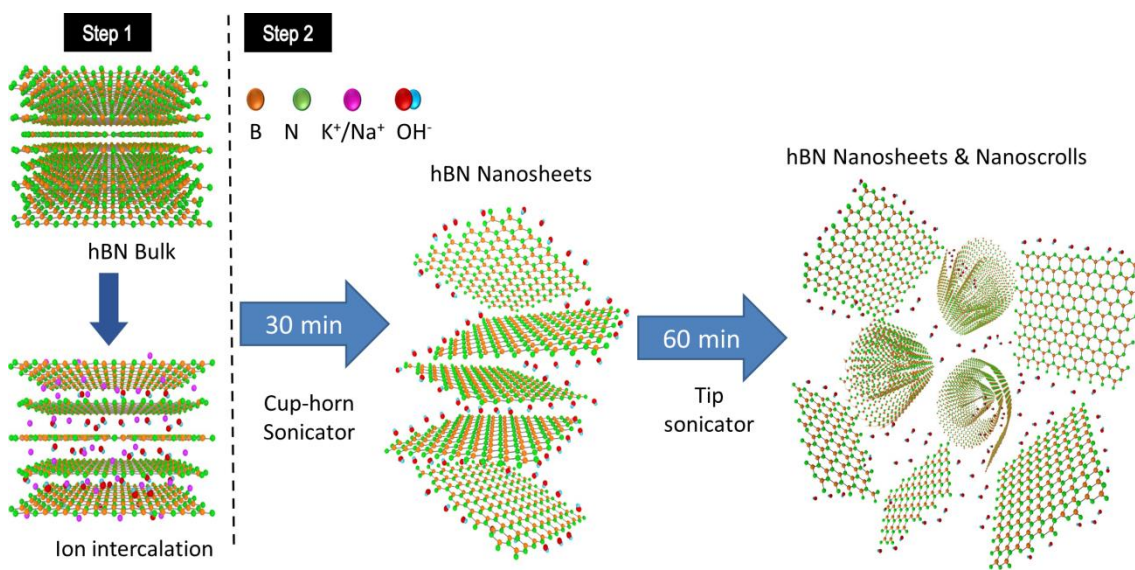 Step 1
Step 2
B N K⁺/Na⁺ OH⁻
hBN Bulk
Ion intercalation
30 min
Cup-horn
Sonicator
hBN Nanosheets
60 min
Tip
sonicator
hBN Nanosheets & Nanoscrolls